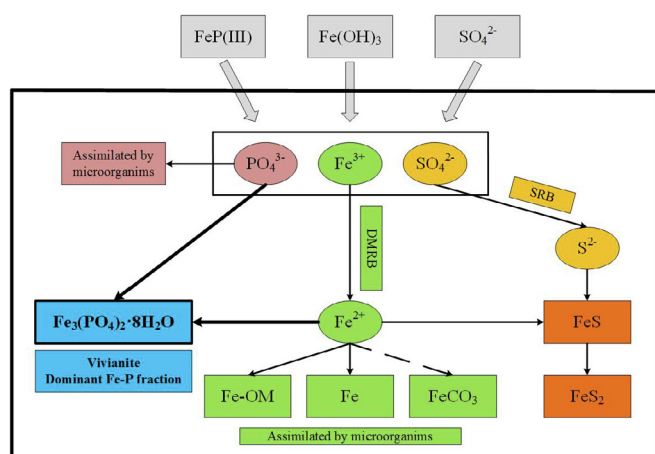 FeP(III)
Fe(OH)₃
SO₄²⁻
Assimilated by
microorganims
PO₄³⁻
Fe³⁺
SO₄²⁻
SRB
DMRB
S²⁻
Fe₃(PO₄)₂·8H₂O
Fe²⁺
FeS
Vivianite
Dominant Fe-P fraction
Fe-OM
Fe
FeCO₃
FeS₂
Assimilated by microorganims